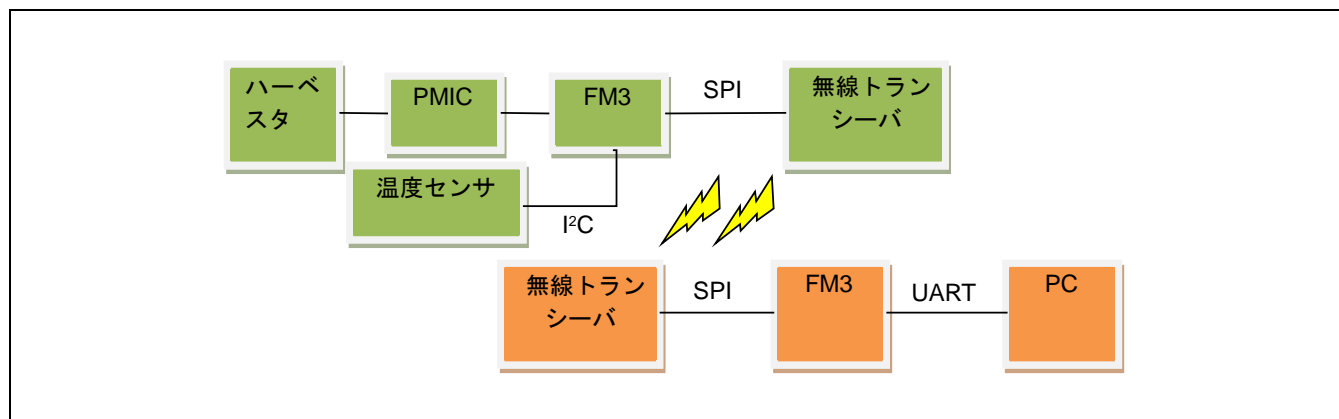 ハーベ
スタ
PMIC
FM3
SPI
無線トラン
シーバ
温度センサ
I²C
無線トラン
シーバ
SPI
FM3
UART
PC